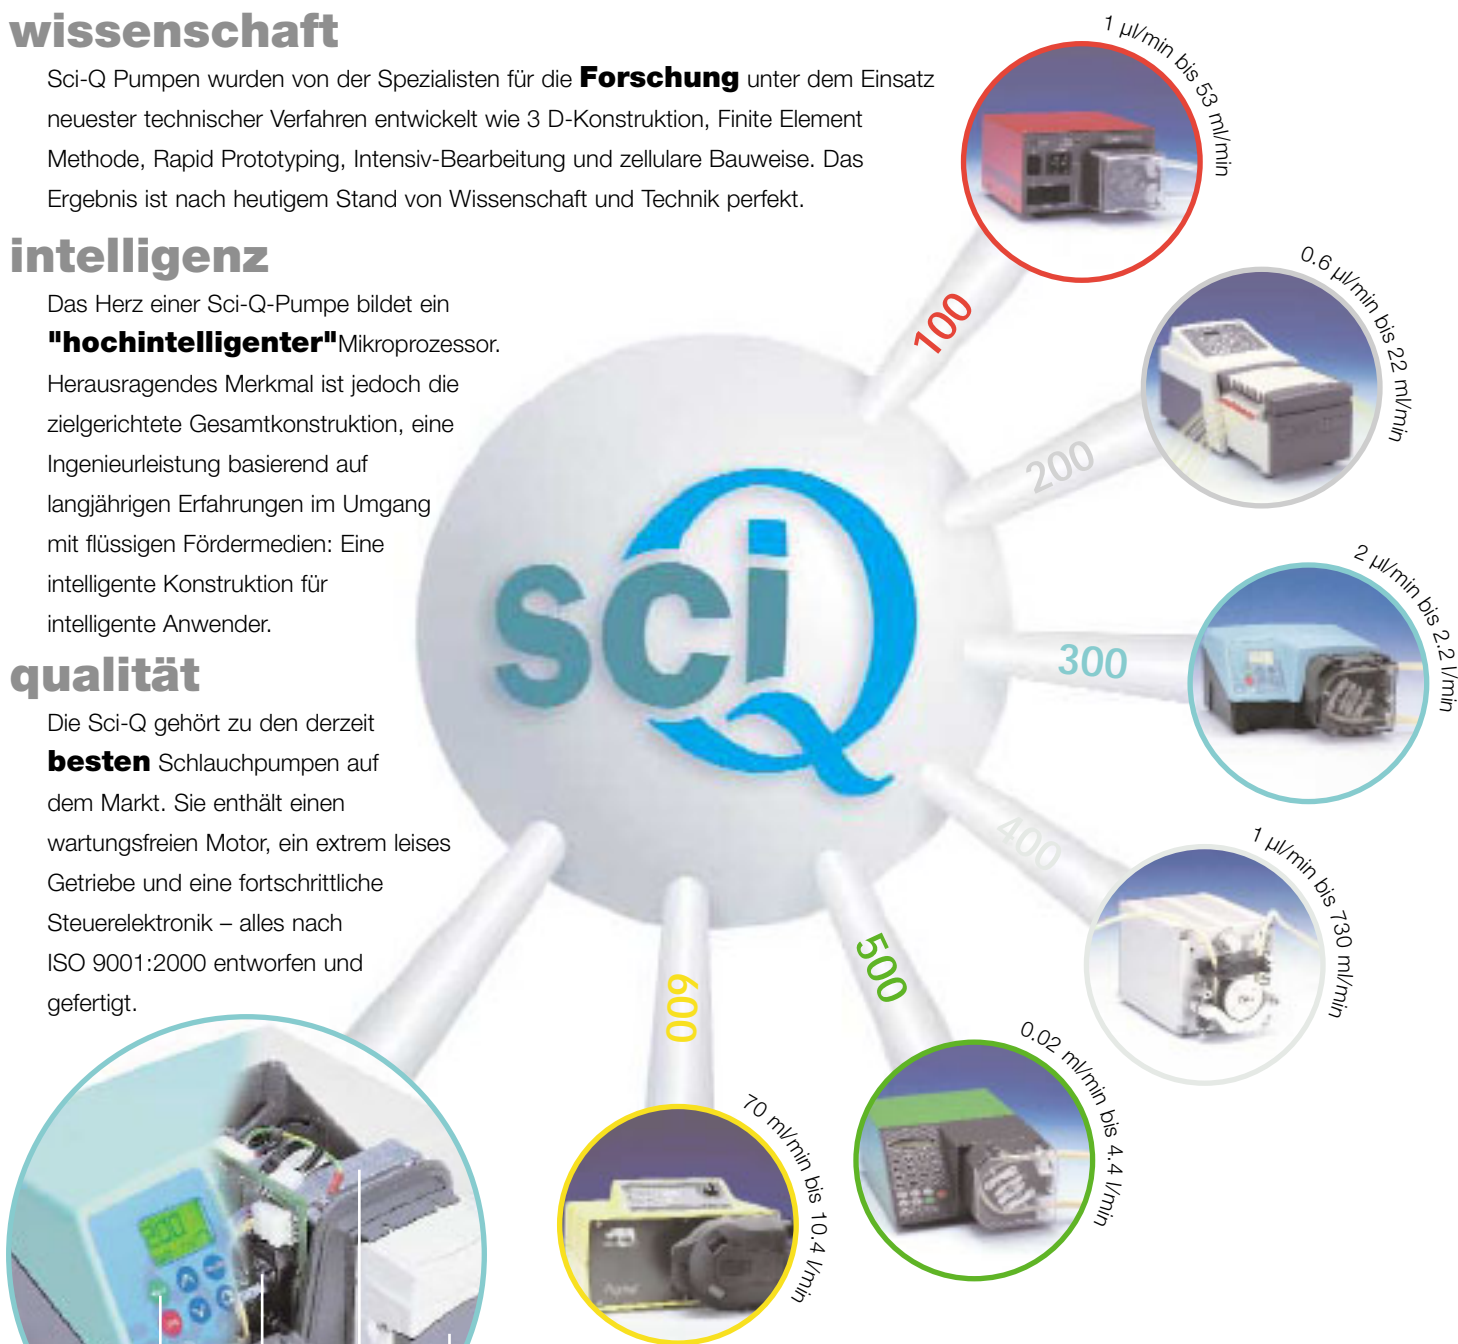 wissenschaft
Sci-Q Pumpen wurden von der Spezialisten für die Forschung unter dem Einsatz
neuester technischer Verfahren entwickelt wie 3 D-Konstruktion, Finite Element
Methode, Rapid Prototyping, Intensiv-Bearbeitung und zellulare Bauweise. Das
Ergebnis ist nach heutigem Stand von Wissenschaft und Technik perfekt.
intelligenz
Das Herz einer Sci-Q-Pumpe bildet ein
"hochintelligenter"Mikroprozessor.
Herausragendes Merkmal ist jedoch die
zielgerichtete Gesamtkonstruktion, eine
Ingenieurleistung basierend auf
langjährigen Erfahrungen im Umgang
mit flüssigen Fördermedien: Eine
intelligente Konstruktion für
intelligente Anwender.
qualität
Die Sci-Q gehört zu den derzeit
besten Schlauchpumpen auf
dem Markt. Sie enthält einen
wartungsfreien Motor, ein extrem leises
Getriebe und eine fortschrittliche
Steuerelektronik – alles nach
ISO 9001:2000 entworfen und
gefertigt.
sciQ
100
1 µl/min bis 53 ml/min
200
0.6 µl/min bis 22 ml/min
300
2 µl/min bis 2.2 l/min
400
1 µl/min bis 730 ml/min
500
0.02 ml/min bis 4.4 l/min
600
70 ml/min bis 10.4 l/min